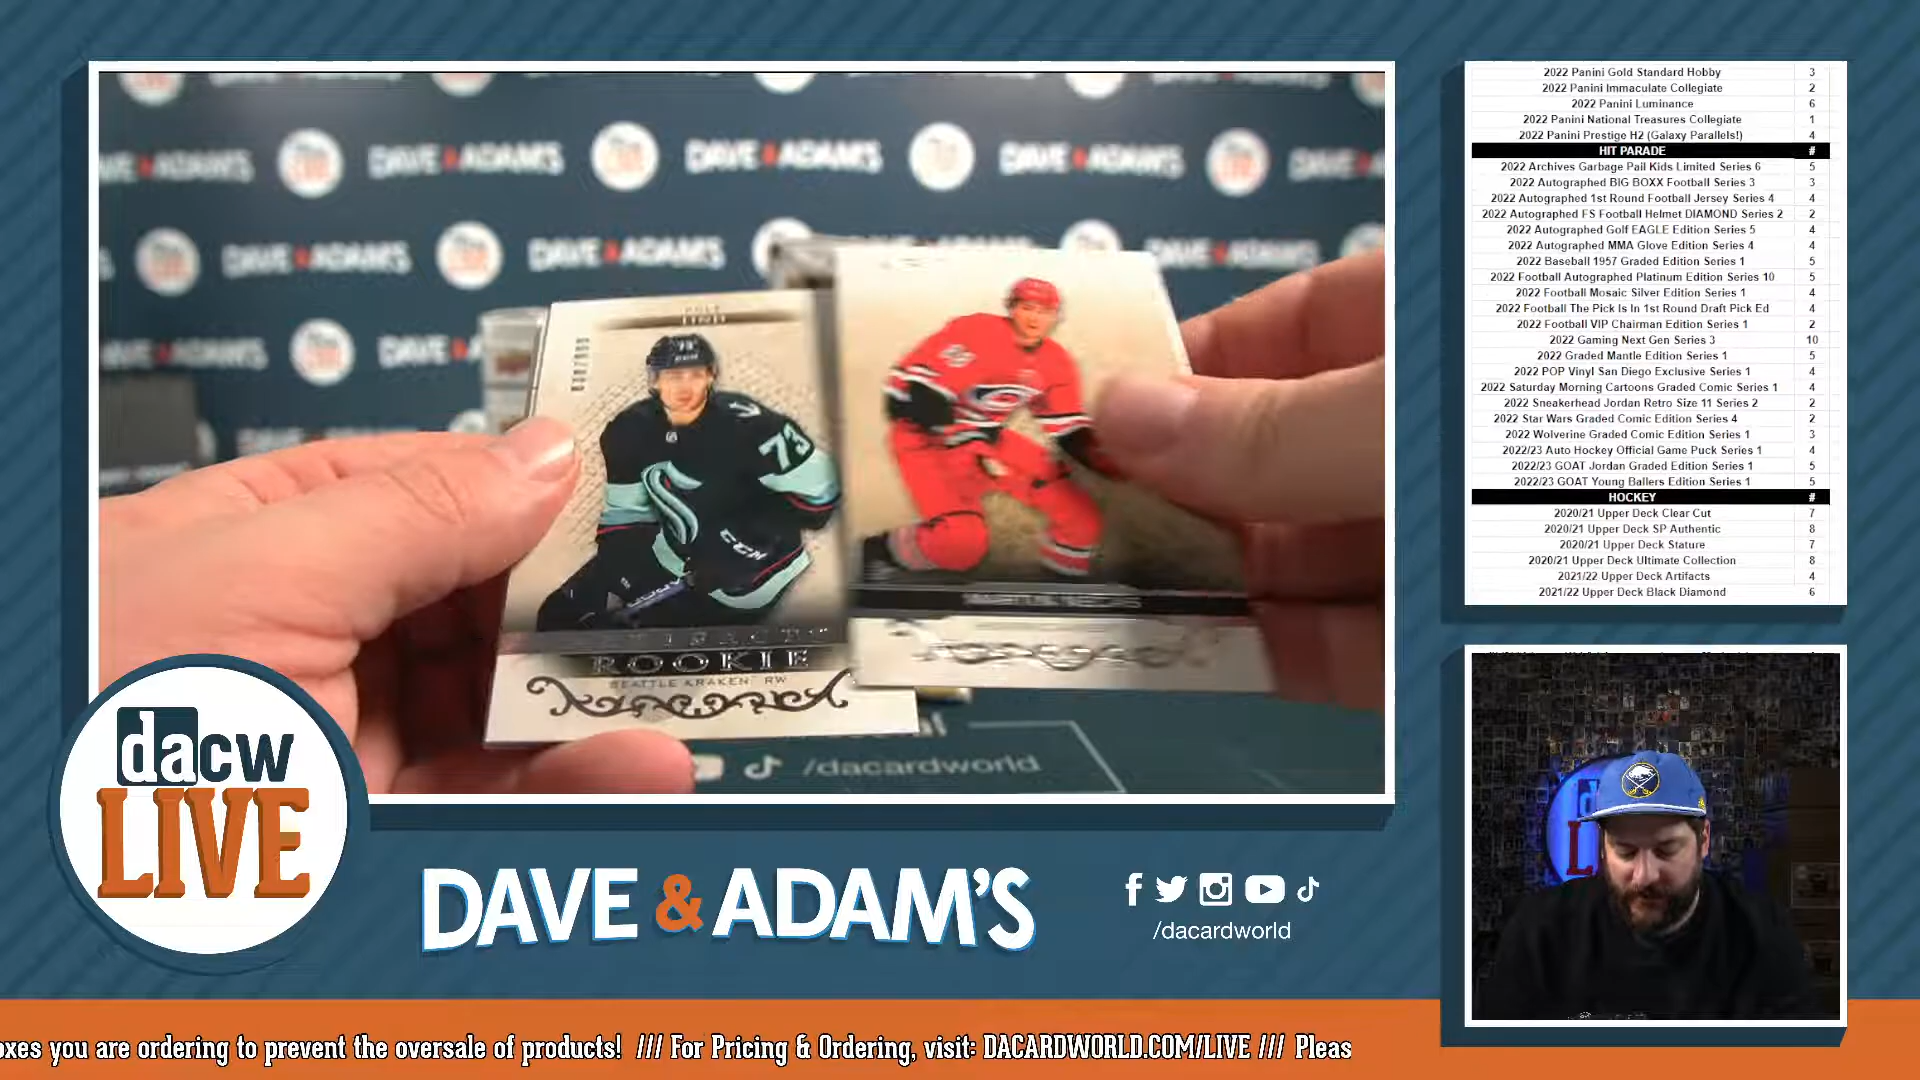 DAVE & ADAM'S
DAVE & ADAM'S
DAVE & ADAM'S
DAVE & ADAM'S
DAVE & ADAM'S
73
ROOKIE
SEATTLE KRAKEN RW
CCM
/dacardworld
dacw
LIVE
DAVE & ADAM'S
/dacardworld
2022 Panini Gold Standard Hobby 3
2022 Panini Immaculate Collegiate 2
2022 Panini Luminance 6
2022 Panini National Treasures Collegiate 1
2022 Panini Prestige H2 (Galaxy Parallels!) 4
HIT PARADE #
2022 Archives Garbage Pail Kids Limited Series 6 5
2022 Autographed BIG BOXX Football Series 3 3
2022 Autographed 1st Round Football Jersey Series 4 4
2022 Autographed FS Football Helmet DIAMOND Series 2 2
2022 Autographed Golf EAGLE Edition Series 5 4
2022 Autographed MMA Glove Edition Series 4 4
2022 Baseball 1957 Graded Edition Series 1 5
2022 Football Autographed Platinum Edition Series 10 5
2022 Football Mosaic Silver Edition Series 1 4
2022 Football The Pick Is In 1st Round Draft Pick Ed 4
2022 Football VIP Chairman Edition Series 1 2
2022 Gaming Next Gen Series 3 10
2022 Graded Mantle Edition Series 1 5
2022 POP Vinyl San Diego Exclusive Series 1 4
2022 Saturday Morning Cartoons Graded Comic Series 1 4
2022 Sneakerhead Jordan Retro Size 11 Series 2 2
2022 Star Wars Graded Comic Edition Series 4 2
2022 Wolverine Graded Comic Edition Series 1 3
2022/23 Auto Hockey Official Game Puck Series 1 4
2022/23 GOAT Jordan Graded Edition Series 1 5
2022/23 GOAT Young Ballers Edition Series 1 5
HOCKEY #
2020/21 Upper Deck Clear Cut 7
2020/21 Upper Deck SP Authentic 8
2020/21 Upper Deck Stature 7
2020/21 Upper Deck Ultimate Collection 8
2021/22 Upper Deck Artifacts 4
2021/22 Upper Deck Black Diamond 6
oxes you are ordering to prevent the oversale of products! /// For Pricing & Ordering, visit: DACARDWORLD.COM/LIVE /// Pleas